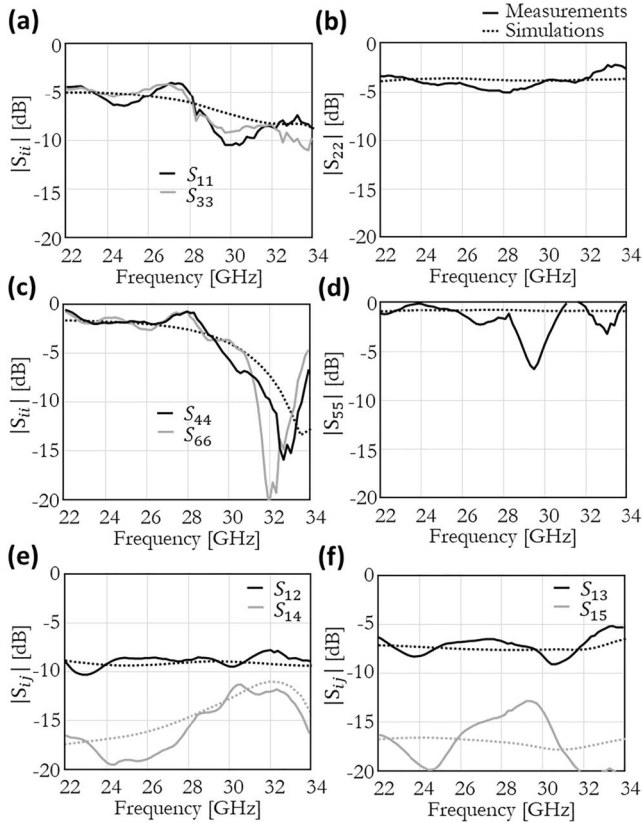 (a)
(b)
Measurements
Simulations
0
-5
-10
-15
-20
|Sii| [dB]
S11
S33
22 24 26 28 30 32 34
Frequency [GHz]
0
-5
-10
-15
-20
|S22| [dB]
22 24 26 28 30 32 34
Frequency [GHz]
(c)
(d)
0
-5
-10
-15
-20
|Sii| [dB]
S44
S66
22 24 26 28 30 32 34
Frequency [GHz]
0
-5
-10
-15
-20
|S55| [dB]
22 24 26 28 30 32 34
Frequency [GHz]
(e)
(f)
0
-5
-10
-15
-20
|Sij| [dB]
S12
S14
22 24 26 28 30 32 34
Frequency [GHz]
0
-5
-10
-15
-20
|Sij| [dB]
S13
S15
22 24 26 28 30 32 34
Frequency [GHz]